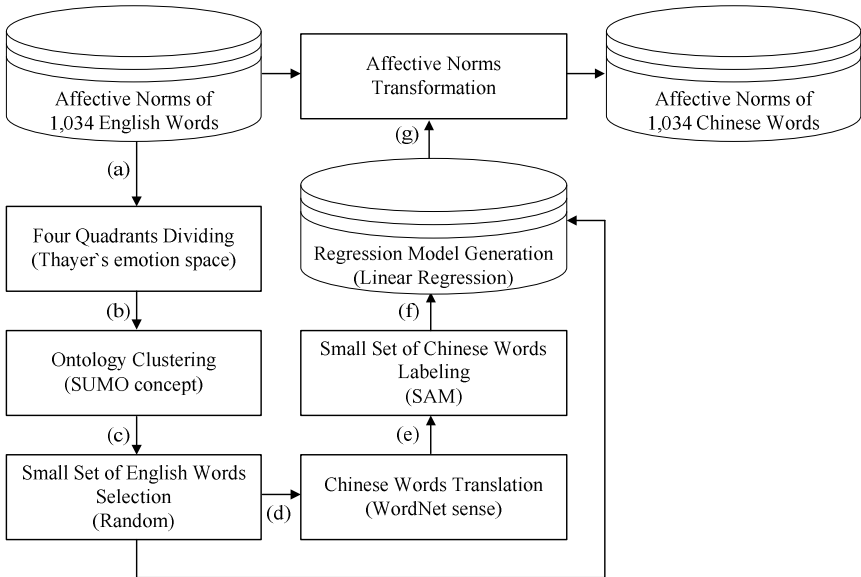 Affective Norms of
1,034 English Words
Affective Norms
Transformation
Affective Norms of
1,034 Chinese Words
(a)
(g)
Four Quadrants Dividing
(Thayer`s emotion space)
Regression Model Generation
(Linear Regression)
(b)
(f)
Ontology Clustering
(SUMO concept)
Small Set of Chinese Words
Labeling
(SAM)
(c)
(e)
Small Set of English Words
Selection
(Random)
(d)
Chinese Words Translation
(WordNet sense)